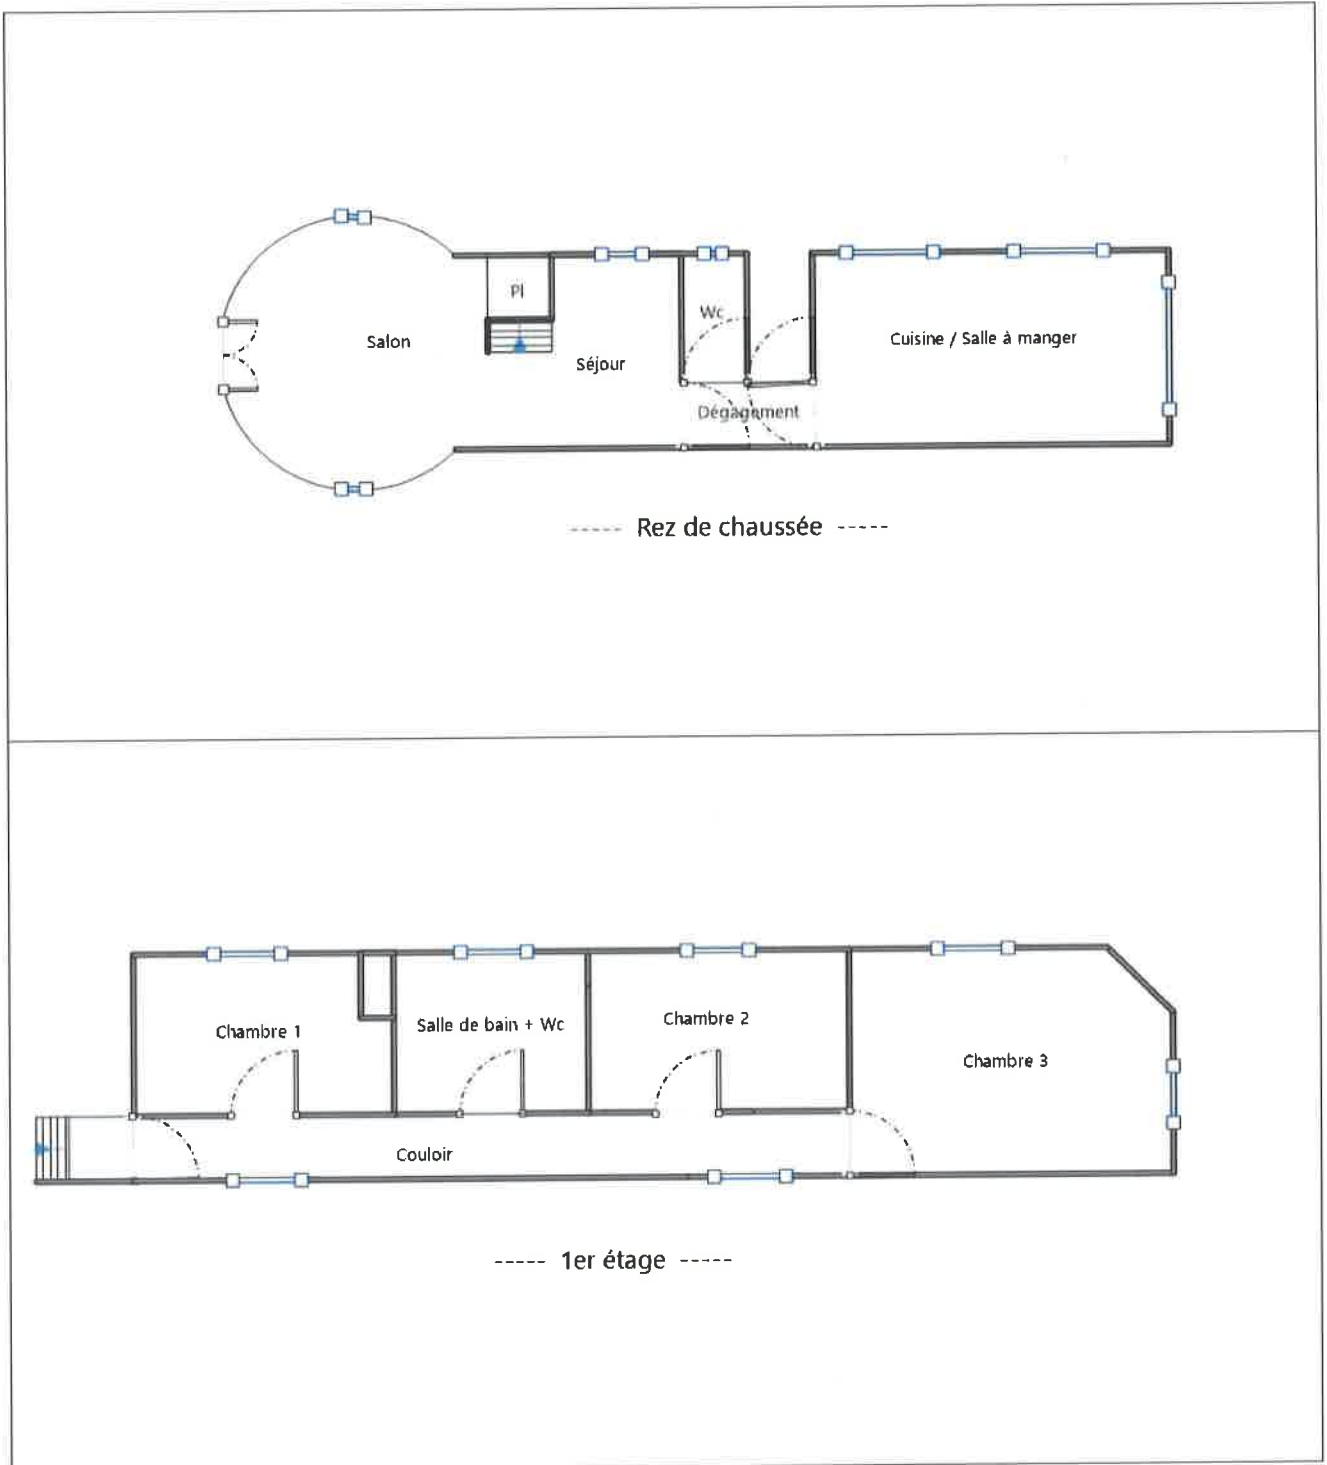 Pl
Wc
Salon
Séjour
Cuisine / Salle à manger
Dégagement
----- Rez de chaussée -----
Chambre 1
Salle de bain + Wc
Chambre 2
Chambre 3
Couloir
----- 1er étage -----